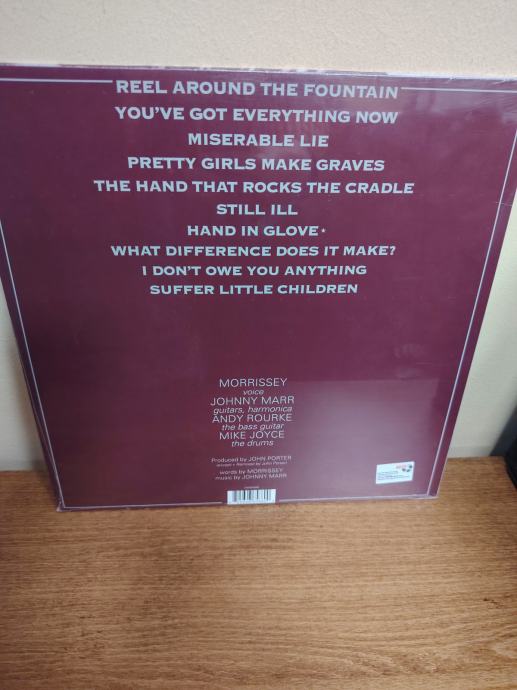 REEL AROUND THE FOUNTAIN
YOU'VE GOT EVERYTHING NOW
MISERABLE LIE
PRETTY GIRLS MAKE GRAVES
THE HAND THAT ROCKS THE CRADLE
STILL ILL
HAND IN GLOVE*
WHAT DIFFERENCE DOES IT MAKE?
I DON'T OWE YOU ANYTHING
SUFFER LITTLE CHILDREN
MORRISSEY
voice
JOHNNY MARR
guitars, harmonica
ANDY ROURKE
the bass guitar
MIKE JOYCE
the drums
Produced by JOHN PORTER
words by MORRISSEY
music by JOHNNY MARR